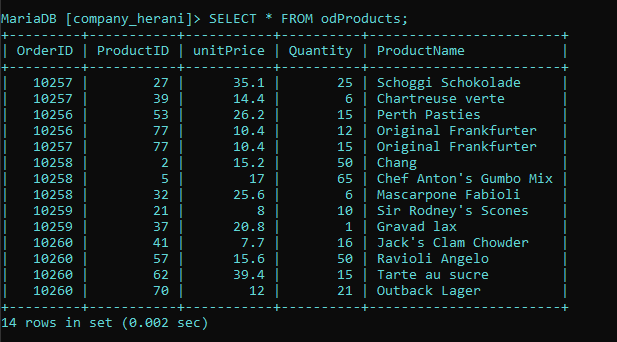 MariaDB [company_herani]> SELECT * FROM odProducts;
+---------+-----------+-----------+----------+------------------------+
| OrderID | ProductID | unitPrice | Quantity | ProductName            |
+---------+-----------+-----------+----------+------------------------+
|   10257 |        27 |      35.1 |       25 | Schoggi Schokolade     |
|   10257 |        39 |      14.4 |        6 | Chartreuse verte       |
|   10256 |        53 |      26.2 |       15 | Perth Pasties          |
|   10256 |        77 |      10.4 |       12 | Original Frankfurter   |
|   10257 |        77 |      10.4 |       15 | Original Frankfurter   |
|   10258 |         2 |      15.2 |       50 | Chang                  |
|   10258 |         5 |        17 |       65 | Chef Anton's Gumbo Mix |
|   10258 |        32 |      25.6 |        6 | Mascarpone Fabioli     |
|   10259 |        21 |         8 |       10 | Sir Rodney's Scones    |
|   10259 |        37 |      20.8 |        1 | Gravad lax             |
|   10260 |        41 |       7.7 |       16 | Jack's Clam Chowder    |
|   10260 |        57 |      15.6 |       50 | Ravioli Angelo         |
|   10260 |        62 |      39.4 |       15 | Tarte au sucre         |
|   10260 |        70 |        12 |       21 | Outback Lager          |
+---------+-----------+-----------+----------+------------------------+
14 rows in set (0.002 sec)